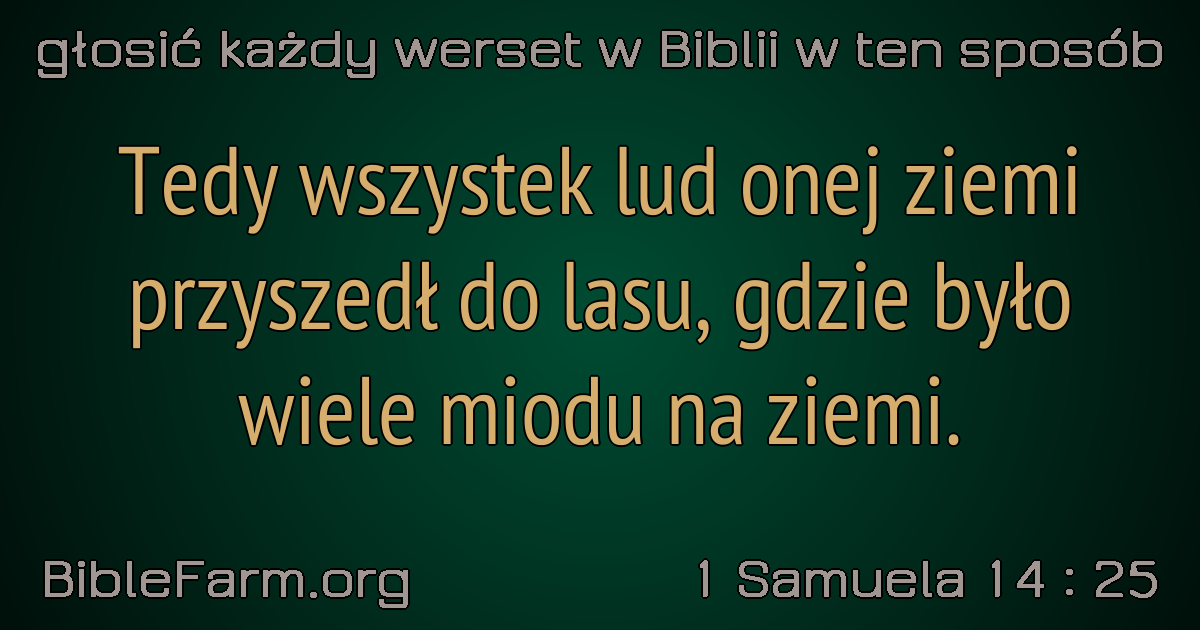 głosić każdy werset w Biblii w ten sposób
Tedy wszystek lud onej ziemi
przyszedł do lasu, gdzie było
wiele miodu na ziemi.
BibleFarm.org
1 Samuela 14 : 25